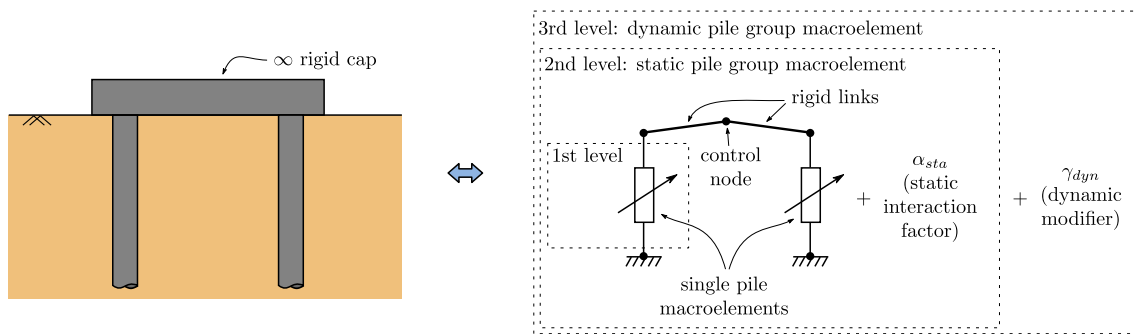 ∞ rigid cap
3rd level: dynamic pile group macroelement
2nd level: static pile group macroelement
rigid links
1st level
control
node
α_sta
(static
interaction
factor)
+
+
γ_dyn
(dynamic
modifier)
single pile
macroelements